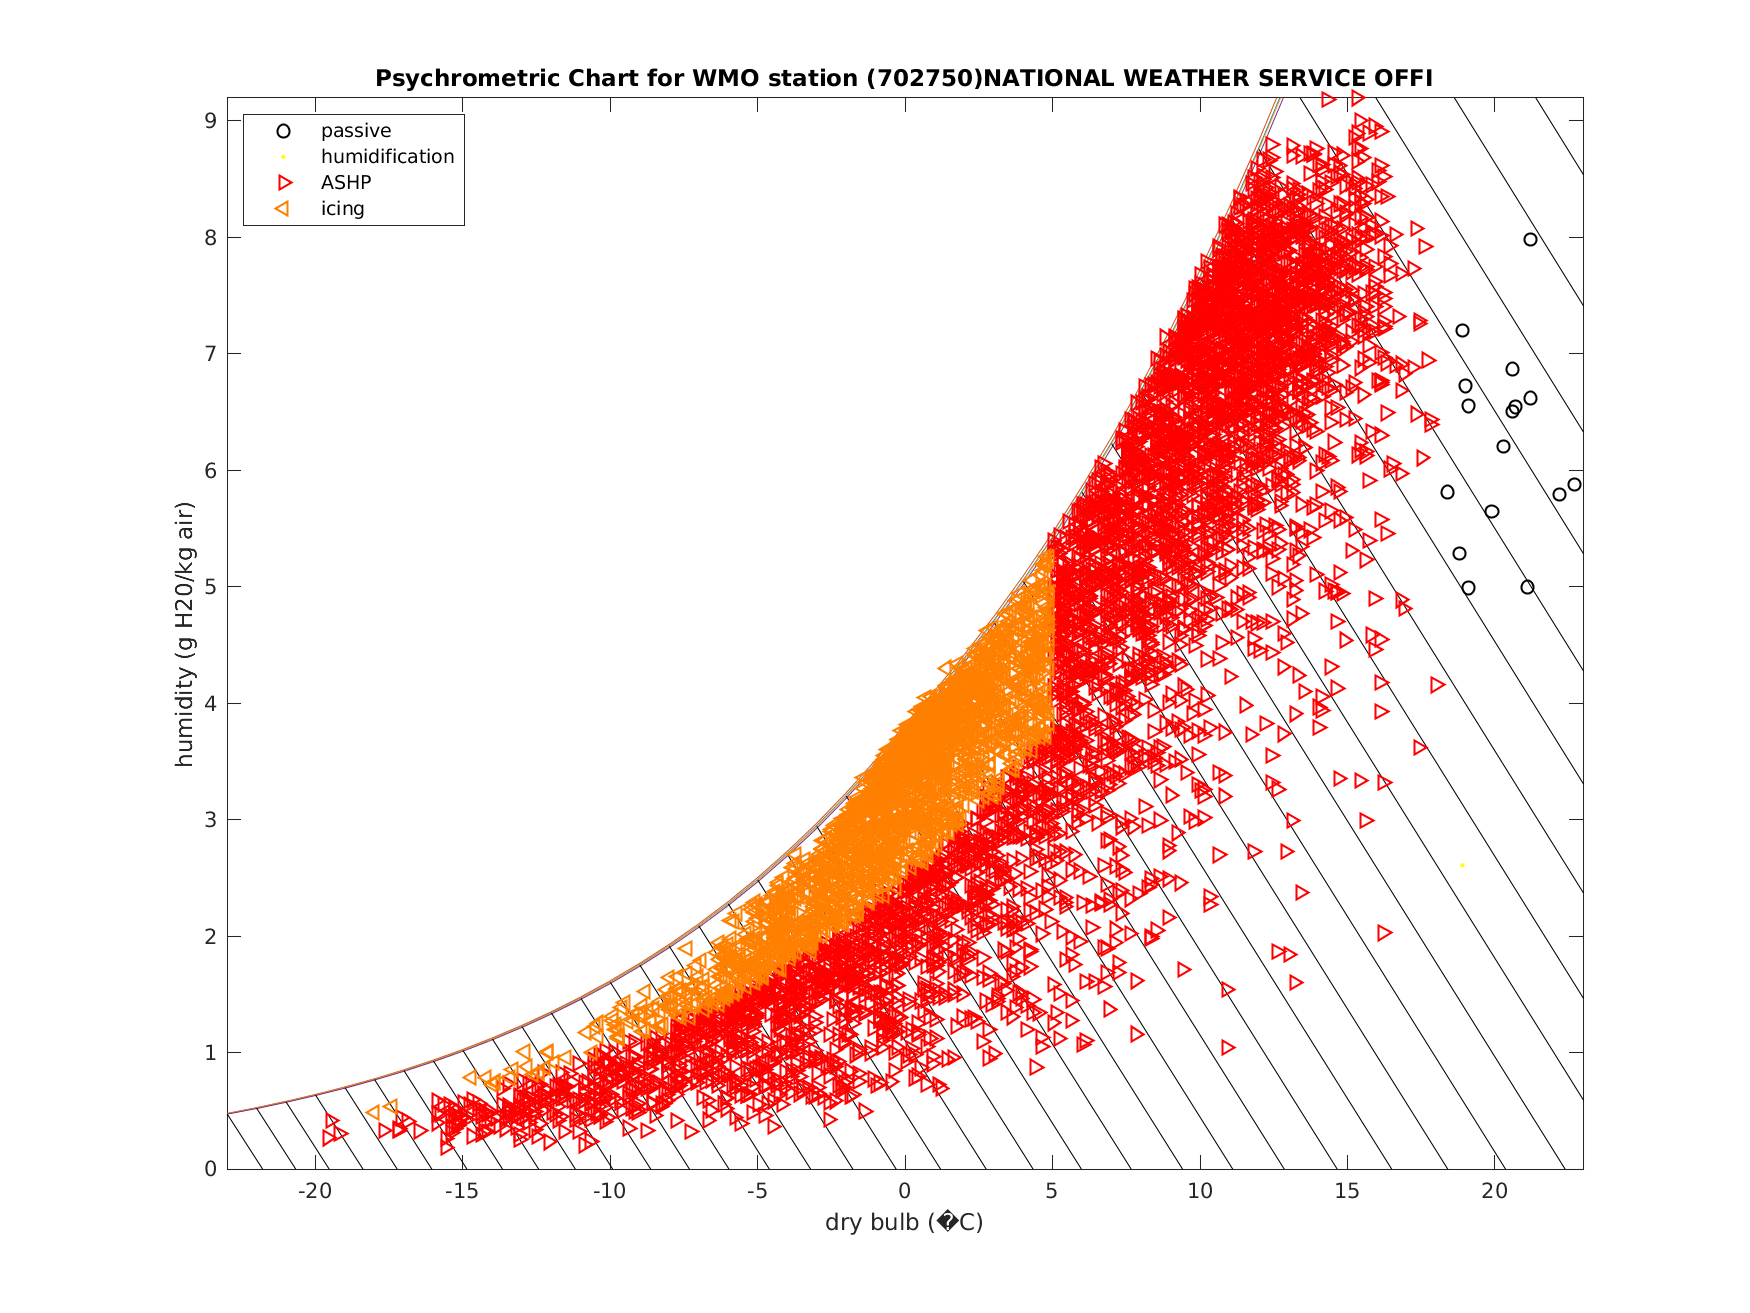 Psychrometric Chart for WMO station (702750)NATIONAL WEATHER SERVICE OFFI
passive
humidification
ASHP
icing
9
8
7
6
5
4
3
2
1
0
humidity (g H20/kg air)
-20 -15 -10 -5 0 5 10 15 20
dry bulb (�C)